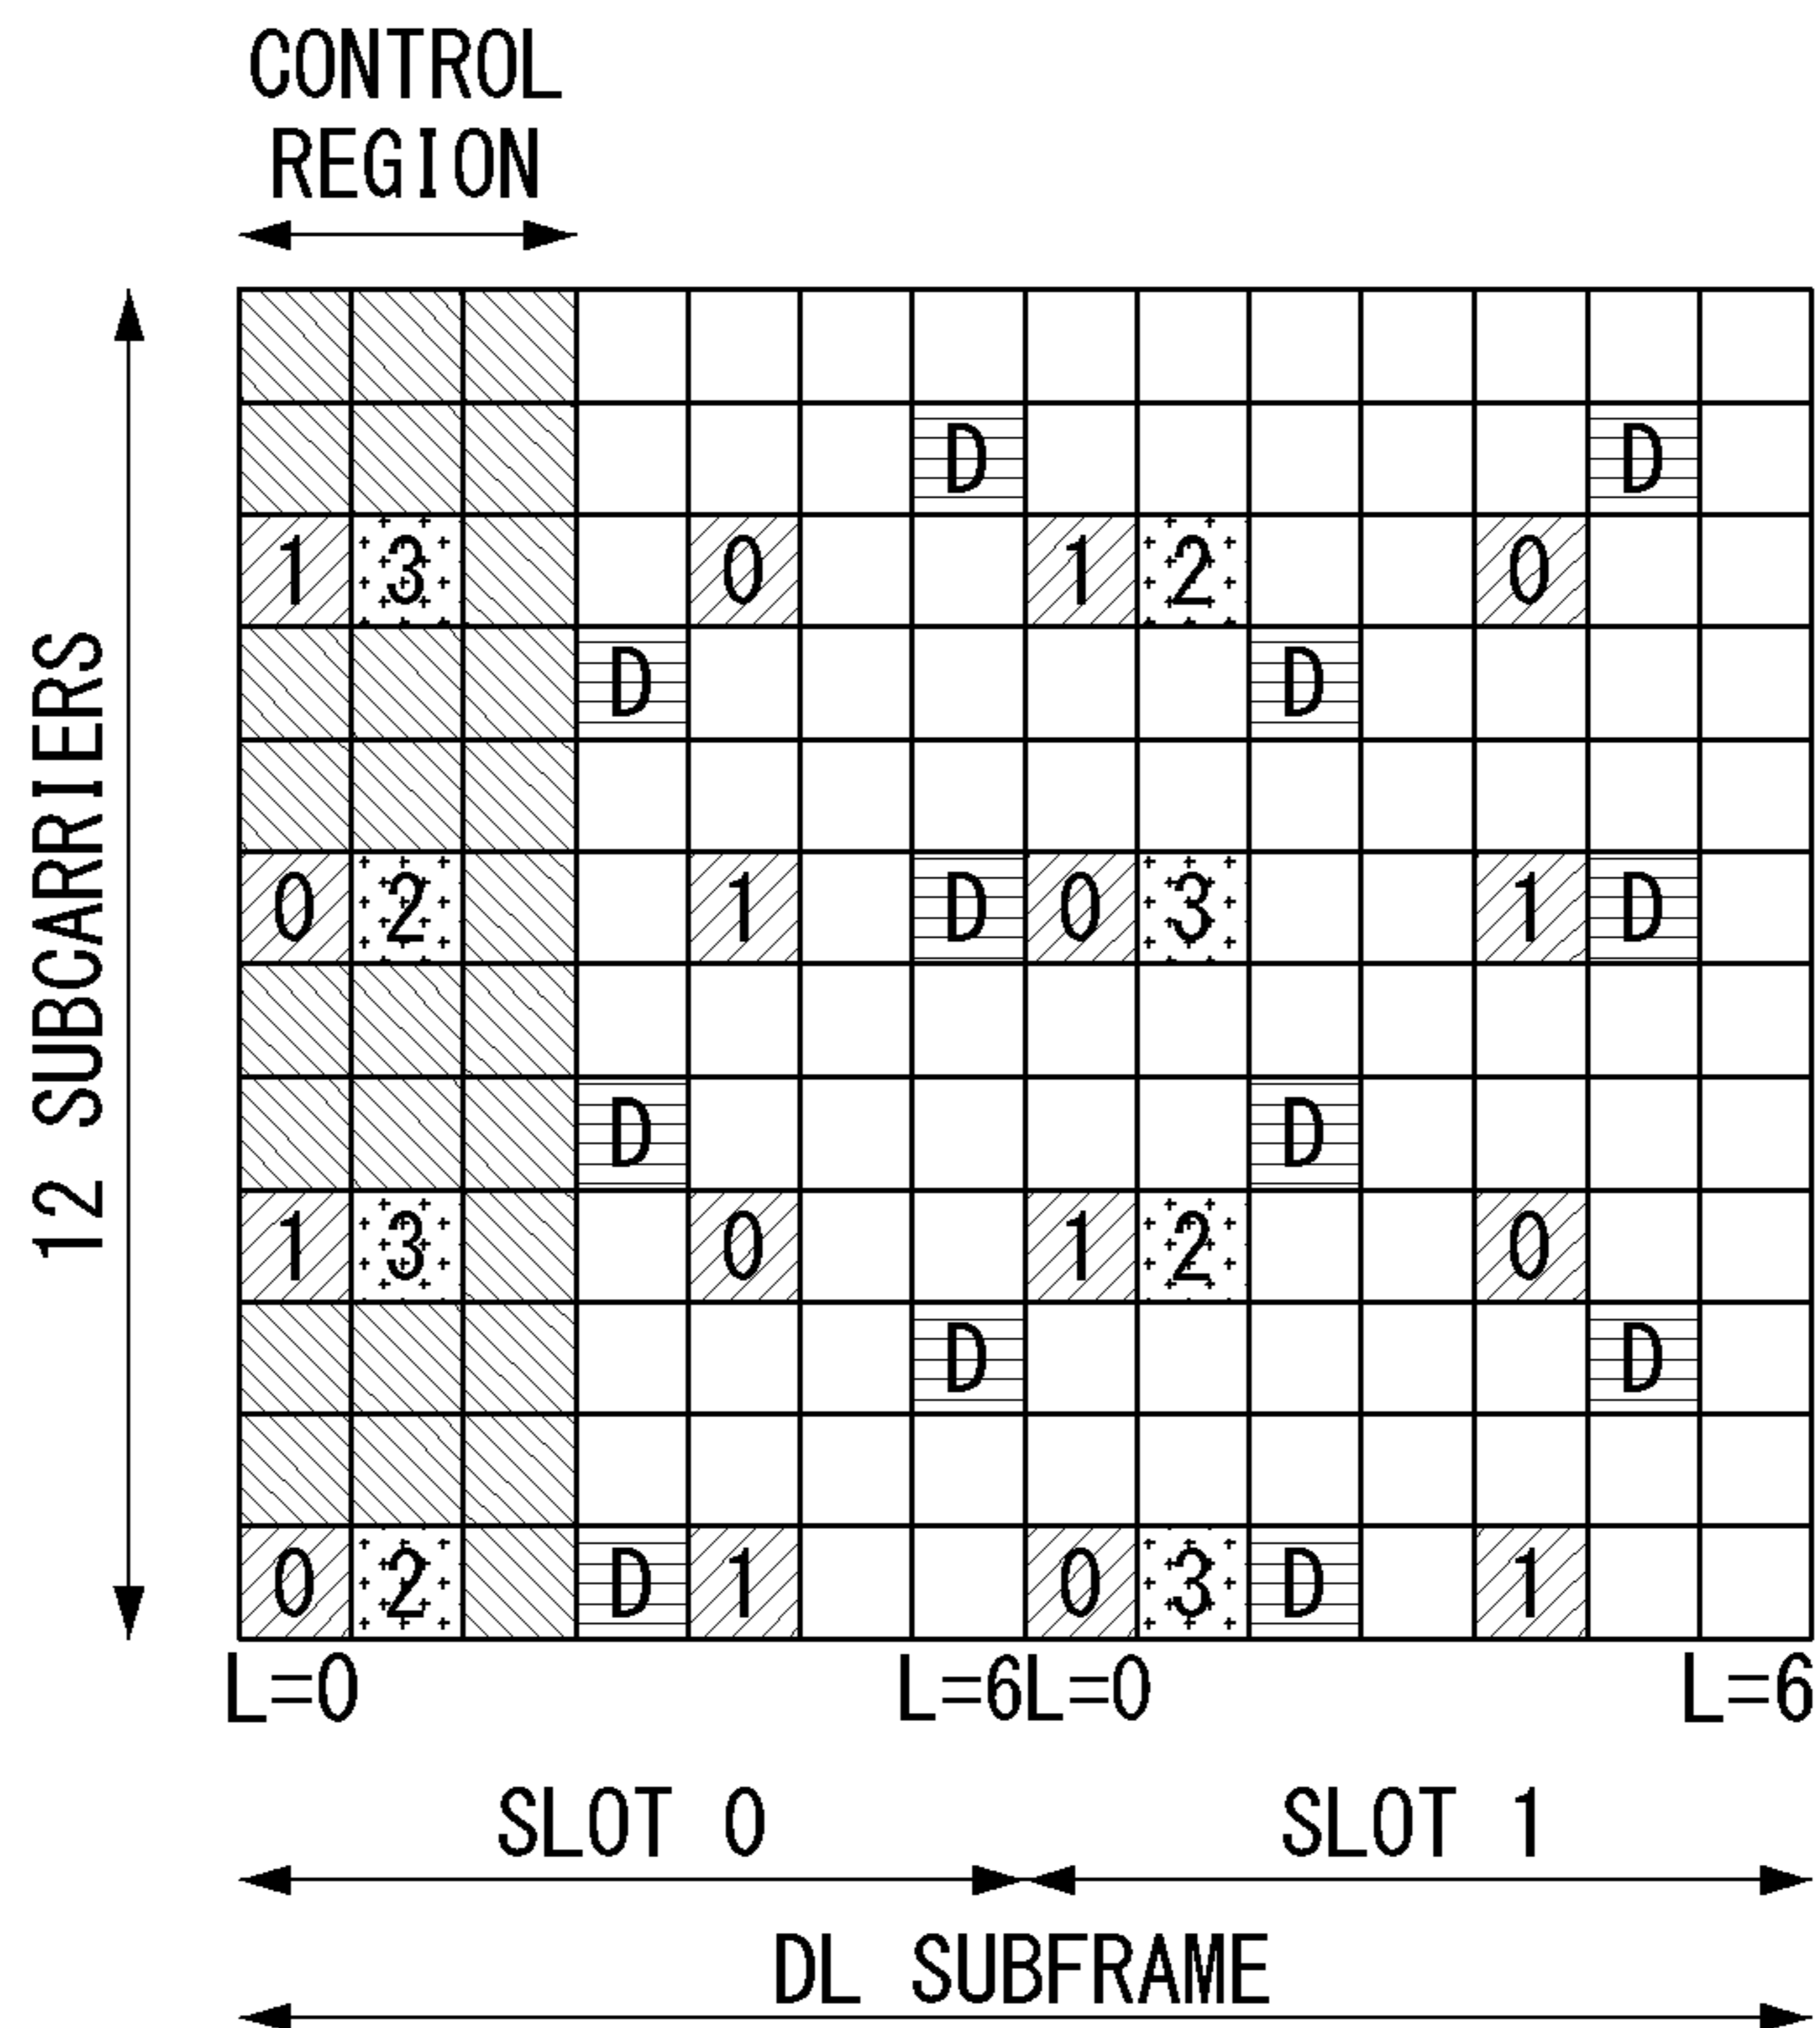 CONTROL
REGION
12 SUBCARRIERS
D D
1 3 0 1 2 0
D D
0 2 1 D 0 3 1 D
D D
1 3 0 1 2 0
D D
0 2 D 1 0 3 D 1
L=0 L=6 L=0 L=6
SLOT 0 SLOT 1
DL SUBFRAME